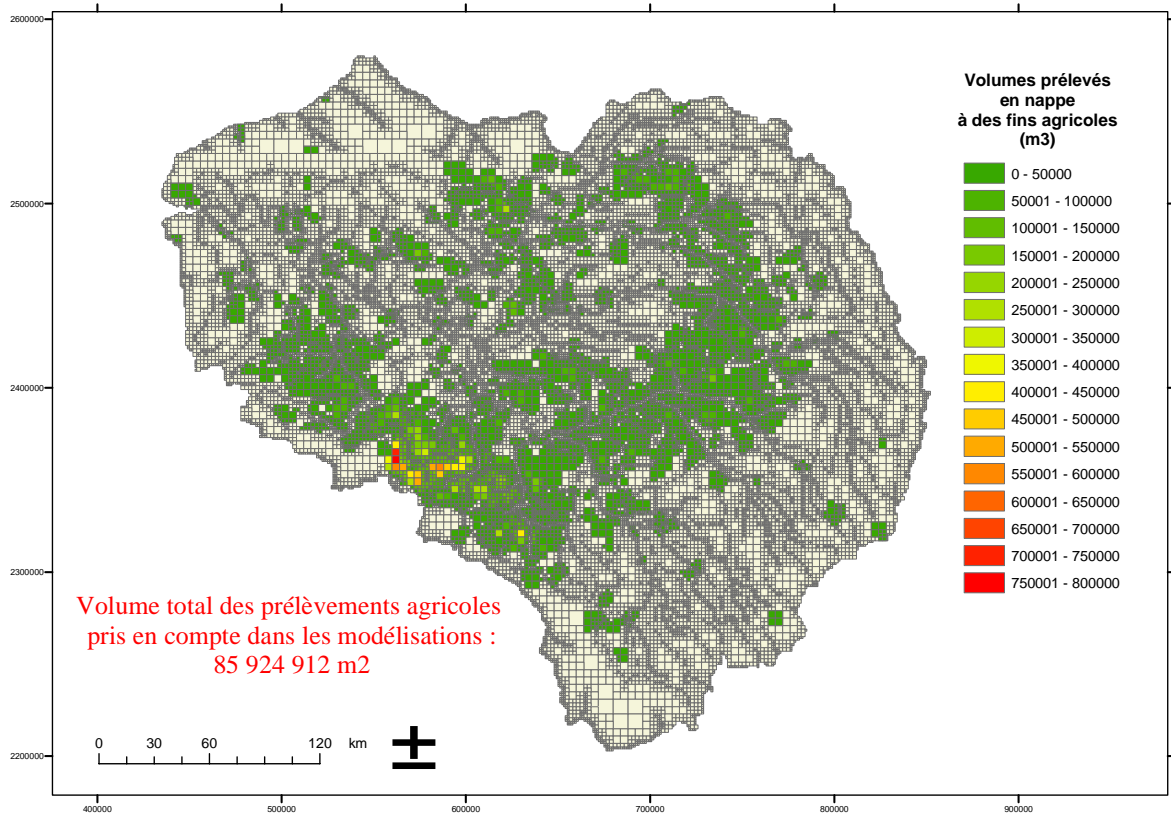 2600000
2500000
2400000
2300000
2200000
Volumes prélevés
en nappe
à des fins agricoles
(m3)
0 - 50000
50001 - 100000
100001 - 150000
150001 - 200000
200001 - 250000
250001 - 300000
300001 - 350000
350001 - 400000
400001 - 450000
450001 - 500000
500001 - 550000
550001 - 600000
600001 - 650000
650001 - 700000
700001 - 750000
750001 - 800000
Volume total des prélèvements agricoles
pris en compte dans les modélisations :
85 924 912 m2
0 30 60 120 km
400000 500000 600000 700000 800000 900000